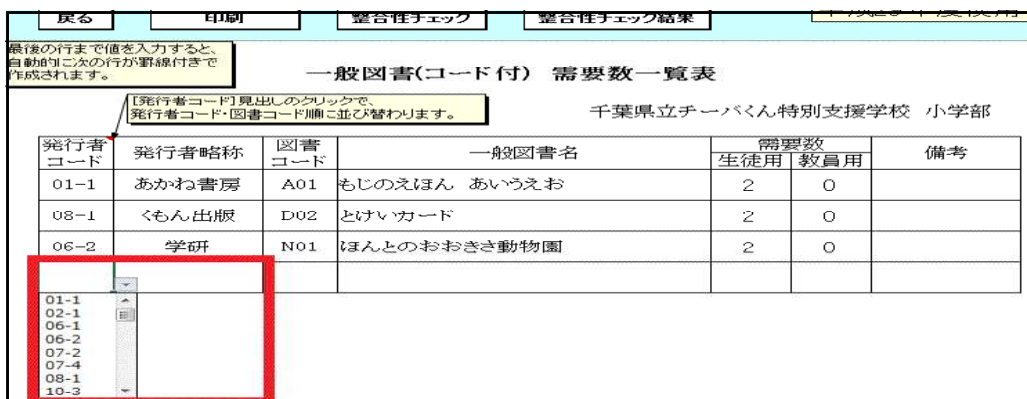 戻る 印刷 整合性チェック 整合性チェック結果
最後の行まで値を入力すると、
自動的に次の行が罫線付きで
作成されます。
一般図書(コード付) 需要数一覧表
[発行者コード]見出しのクリックで、
発行者コード・図書コード順に並び替わります。
千葉県立チーバくん特別支援学校 小学部
発行者コード 発行者略称 図書コード 一般図書名 需要数 生徒用 教員用 備考
01-1 あかね書房 A01 もじのえほん あいうえお 2 0
08-1 くもん出版 D02 とけいカード 2 0
06-2 学研 N01 ほんとのおおきさ動物園 2 0
01-1
02-1
06-1
06-2
07-2
07-4
08-1
10-3